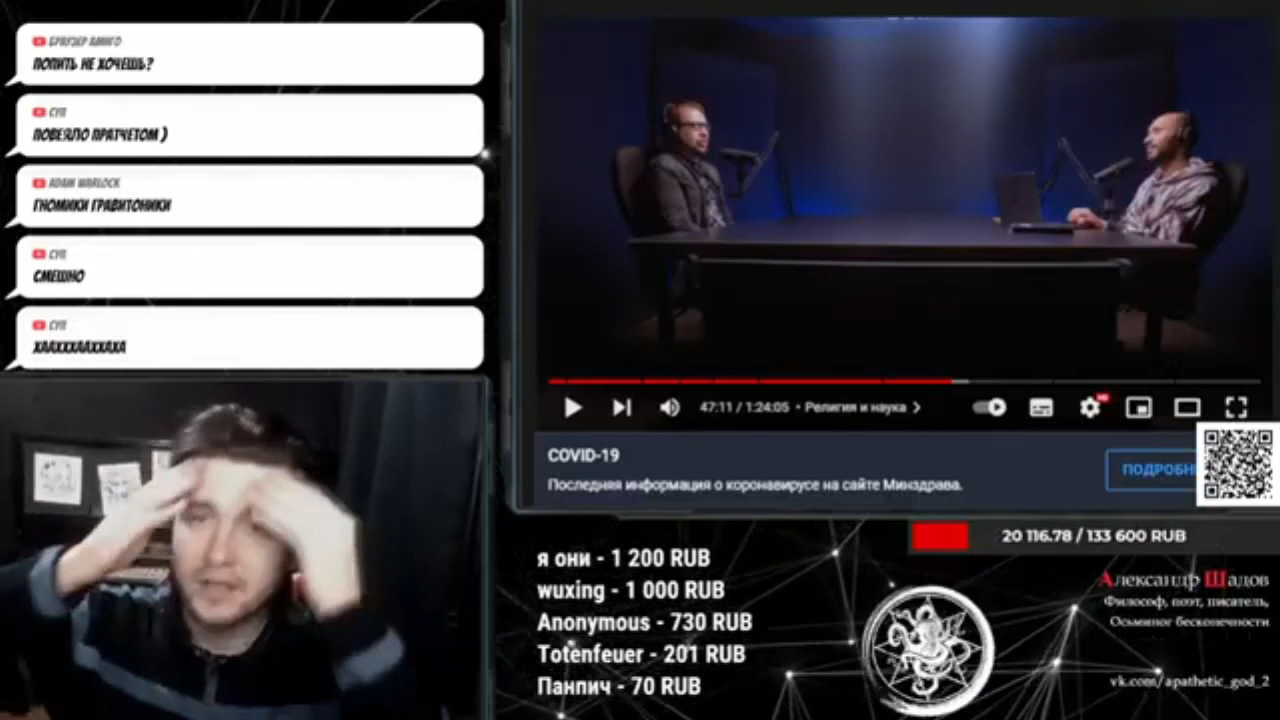 БРАУЗЕР АМИГО
ПОПИТЬ НЕ ХОЧЕШЬ?
СУП
ПОВЕЯЛО ПРАТЧЕТОМ )
ADAM WARLOCK
ГНОМИКИ ГРАВИТОНИКИ
СУП
СМЕШНО
СУП
ХААХХХААХХАХА
47:11 / 1:24:05 • Религия и наука
COVID-19
Последняя информация о коронавирусе на сайте Минздрава.
ПОДРОБН
20 116.78 / 133 600 RUB
я они - 1 200 RUB
wuxing - 1 000 RUB
Anonymous - 730 RUB
Totenfeuer - 201 RUB
Панпич - 70 RUB
Александр Шадов
Философ, поэт, писатель,
Осьминог бесконечности
vk.com/apathetic_god_2